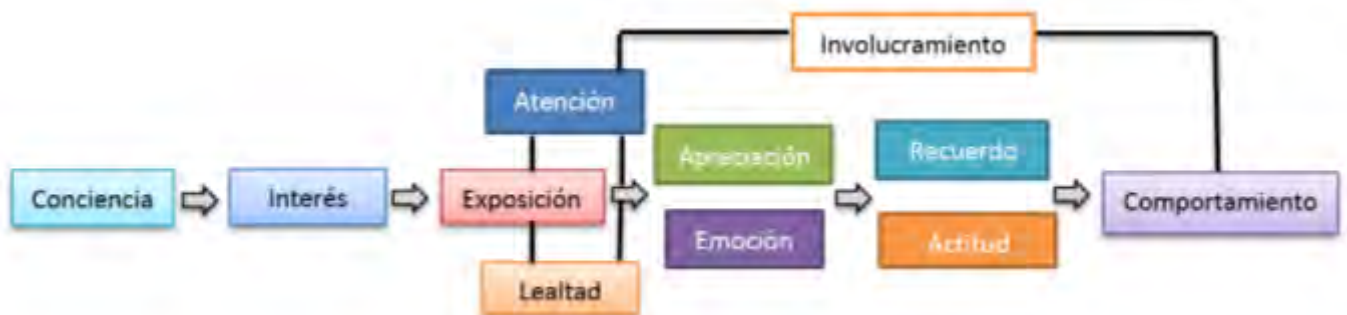 Involucramiento
Atención
Apreciación
Recuerdo
Conciencia
Interés
Exposición
Comportamiento
Emoción
Actitud
Lealtad